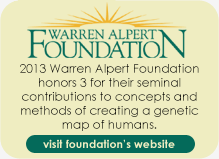 WARREN ALPERT
FOUNDATION
2013 Warren Alpert Foundation
honors 3 for their seminal
contributions to concepts and
methods of creating a genetic
map of humans.
visit foundation's website